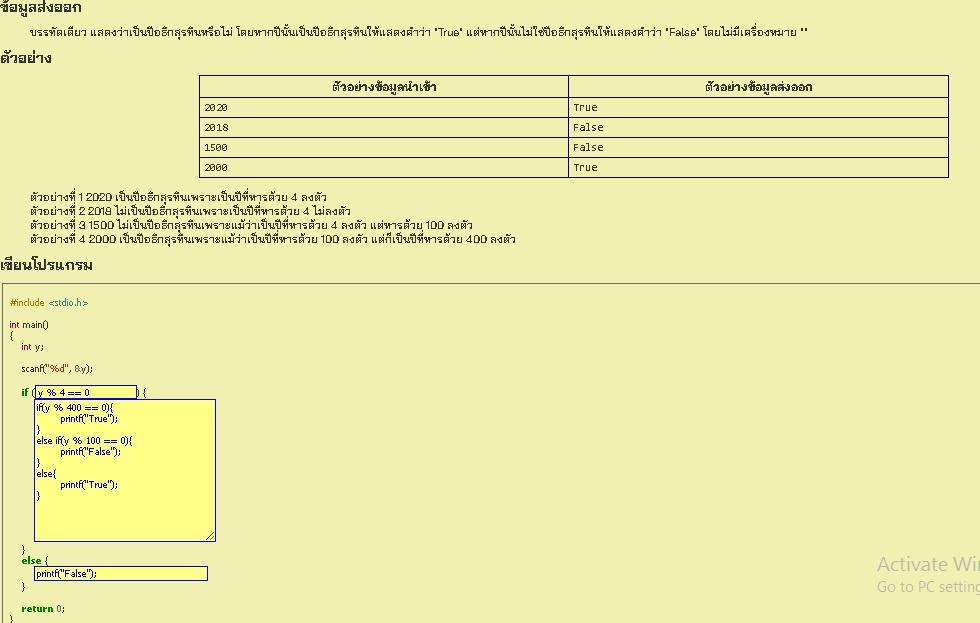 ข้อมูลส่งออก
บรรทัดเดียว แสดงว่าเป็นปีอธิกสุรทินหรือไม่ โดยหากปีนั้นเป็นปีอธิกสุรทินให้แสดงคำว่า "True" แต่หากปีนั้นไม่ใช่ปีอธิกสุรทินให้แสดงคำว่า "False" โดยไม่มีเครื่องหมาย ""
ตัวอย่าง
ตัวอย่างข้อมูลนำเข้า ตัวอย่างข้อมูลส่งออก
2020 True
2018 False
1500 False
2000 True
ตัวอย่างที่ 1 2020 เป็นปีอธิกสุรทินเพราะเป็นปีที่หารด้วย 4 ลงตัว
ตัวอย่างที่ 2 2018 ไม่เป็นปีอธิกสุรทินเพราะเป็นปีที่หารด้วย 4 ไม่ลงตัว
ตัวอย่างที่ 3 1500 ไม่เป็นปีอธิกสุรทินเพราะแม้ว่าเป็นปีที่หารด้วย 4 ลงตัว แต่หารด้วย 100 ลงตัว
ตัวอย่างที่ 4 2000 เป็นปีอธิกสุรทินเพราะแม้ว่าเป็นปีที่หารด้วย 100 ลงตัว แต่ก็เป็นปีที่หารด้วย 400 ลงตัว
เขียนโปรแกรม
#include <stdio.h>
int main()
{
int y;
scanf("%d", &y);
if ( y % 4 == 0 ) {
if(y % 400 == 0){
printf("True");
}
else if(y % 100 == 0){
printf("False");
}
else{
printf("True");
}
}
else {
printf("False");
}
return 0;
}
Activate Win
Go to PC setting